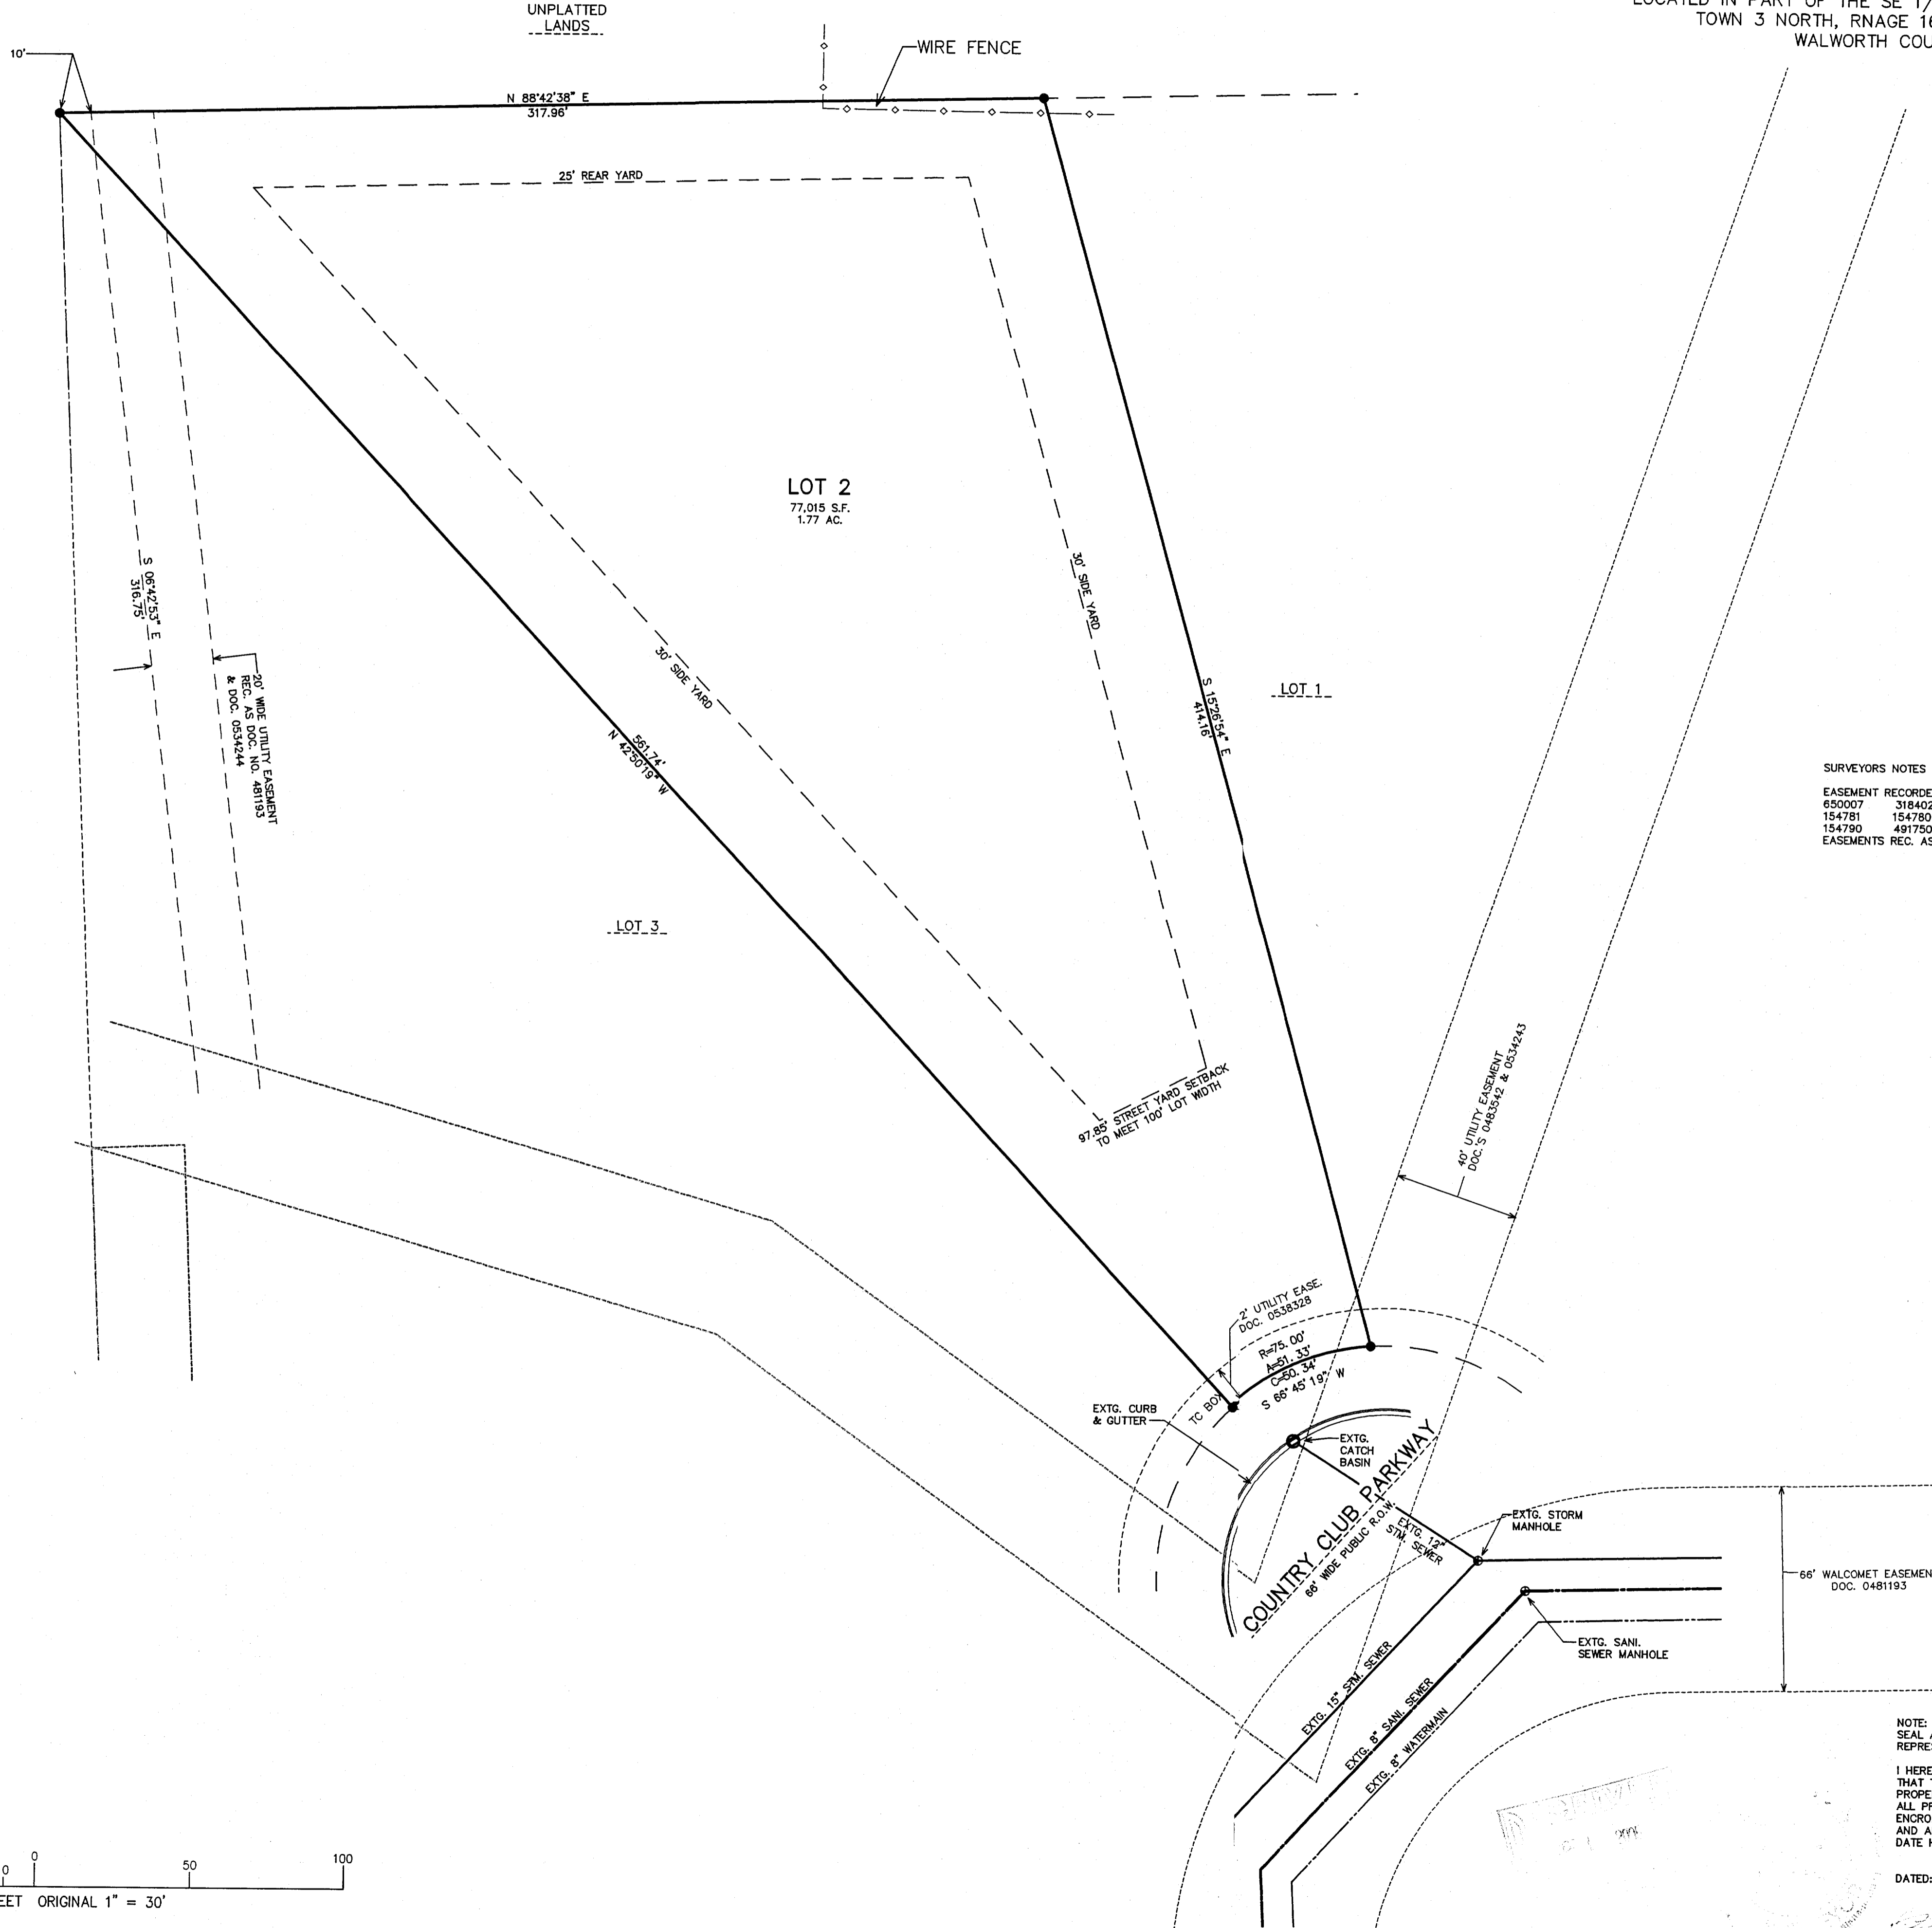 UNPLATTED
LANDS
TOWN 3 NORTH, RNAGE 16
WALWORTH COU
10'
WIRE FENCE
N 88°42'38" E
317.96'
25' REAR YARD
LOT 2
77,015 S.F.
1.77 AC.
30' SIDE YARD
S 06°42'53" E
316.75'
20' WIDE UTILITY EASEMENT
REC. AS DOC. NO. 481193
& DOC. 0534244
30' SIDE YARD
561.74'
N 42°50'19" W
S 15°26'54" E
414.16'
LOT 1
SURVEYORS NOTES
EASEMENT RECORDE
650007 318402
154781 154780
154790 491750
EASEMENTS REC. AS
LOT 3
97.85' STREET YARD SETBACK
TO MEET 100' LOT WIDTH
40' UTILITY EASEMENT
DOC.'S 0483542 & 0534243
2' UTILITY EASE.
DOC. 0538328
R=75.00'
A=51.33'
C=50.34'
S 66°45'19" W
TC BOX
EXTG. CURB
& GUTTER
EXTG.
CATCH
BASIN
COUNTRY CLUB PARKWAY
66' WIDE PUBLIC R.O.W.
EXTG. 12"
STM. SEWER
EXTG. STORM
MANHOLE
66' WALCOMET EASEMEN
DOC. 0481193
EXTG. SANI.
SEWER MANHOLE
EXTG. 15" STM. SEWER
EXTG. 8" SANI. SEWER
EXTG. 8" WATERMAIN
NOTE:
SEAL
REPRE
I HERE
THAT
PROPE
ALL PR
ENCRO
AND A
DATE H
DATED:
0
0
50
100
EET ORIGINAL 1" = 30'